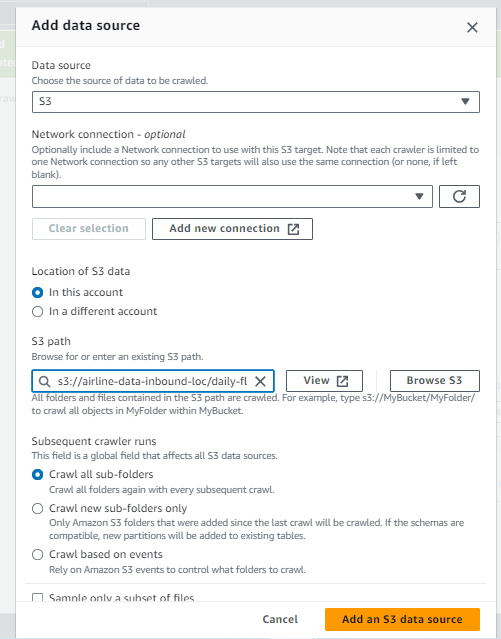 Add data source
Data source
Choose the source of data to be crawled.
S3
Network connection - optional
Optionally include a Network connection to use with this S3 target. Note that each crawler is limited to
one Network connection so any other S3 targets will also use the same connection (or none, if left
blank).
Clear selection
Add new connection
Location of S3 data
In this account
In a different account
S3 path
Browse for or enter an existing S3 path.
s3://airline-data-inbound-loc/daily-fl
View
Browse S3
All folders and files contained in the S3 path are crawled. For example, type s3://MyBucket/MyFolder/
to crawl all objects in MyFolder within MyBucket.
Subsequent crawler runs
This field is a global field that affects all S3 data sources.
Crawl all sub-folders
Crawl all folders again with every subsequent crawl.
Crawl new sub-folders only
Only Amazon S3 folders that were added since the last crawl will be crawled. If the schemas are
compatible, new partitions will be added to existing tables.
Crawl based on events
Rely on Amazon S3 events to control what folders to crawl.
Sample only a subset of files
Cancel
Add an S3 data source